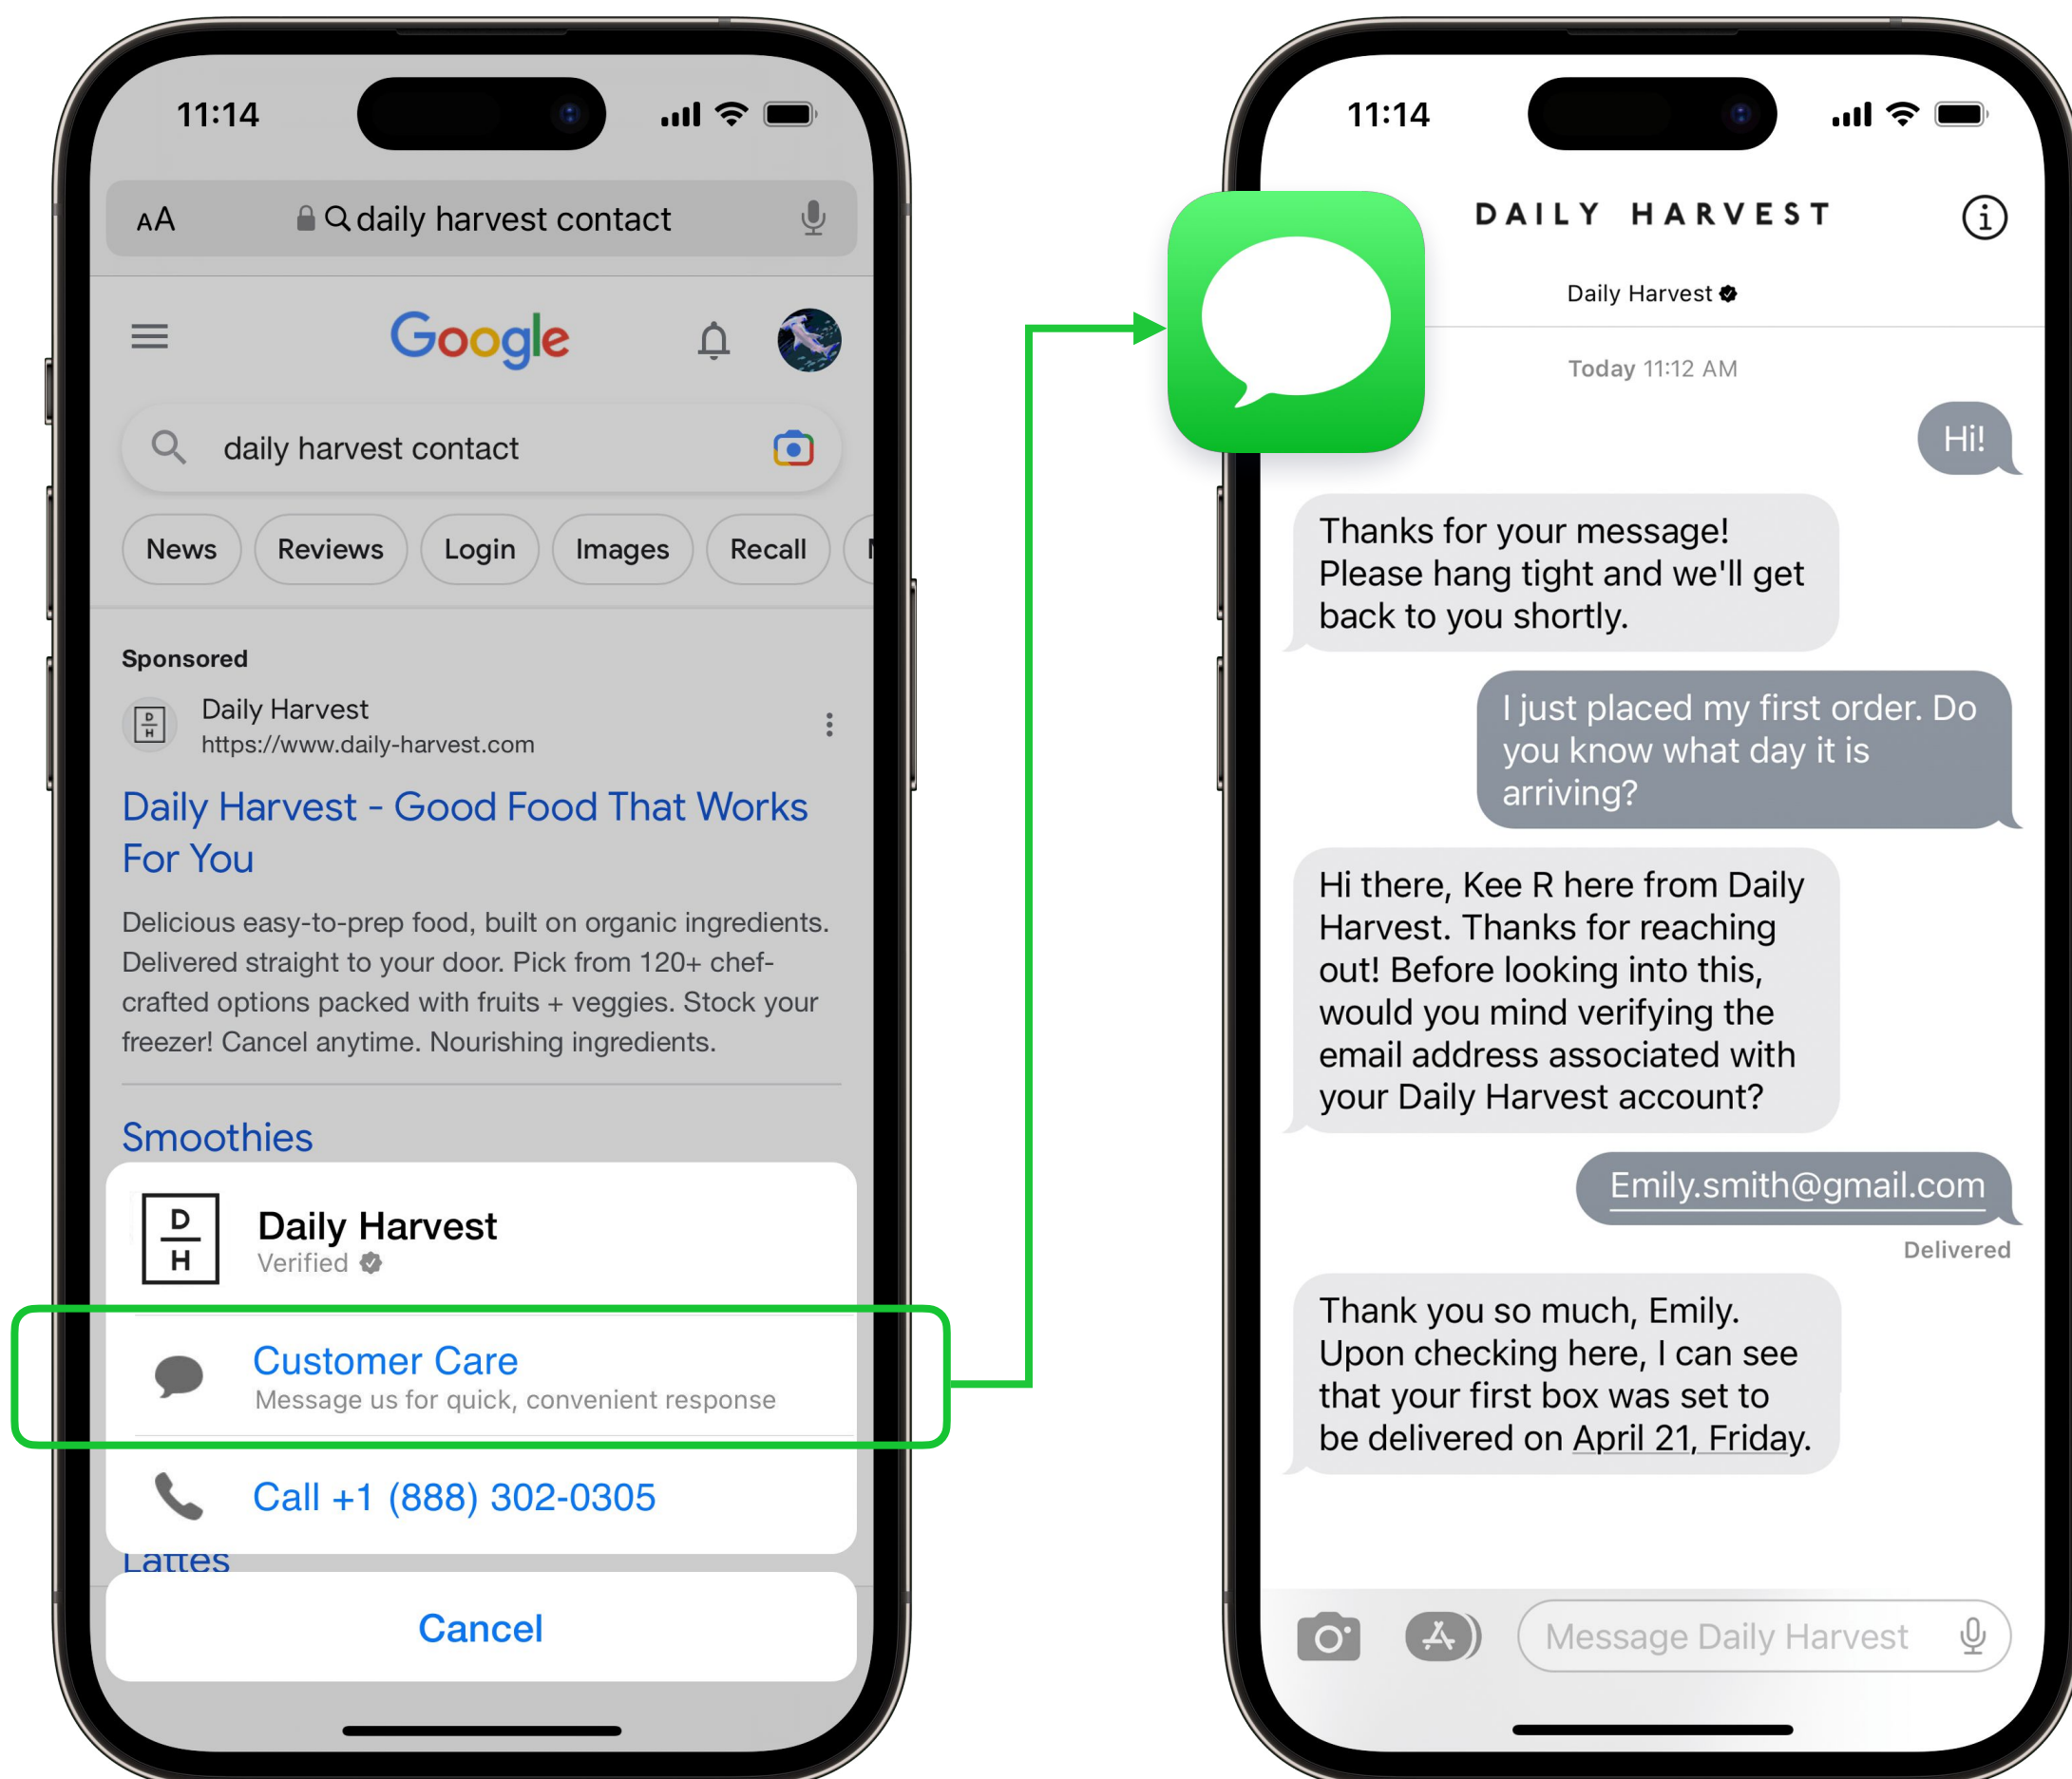 11:14
AA daily harvest contact
Google
daily harvest contact
News Reviews Login Images Recall
Sponsored
D
H
Daily Harvest
https://www.daily-harvest.com
Daily Harvest - Good Food That Works
For You
Delicious easy-to-prep food, built on organic ingredients.
Delivered straight to your door. Pick from 120+ chef-
crafted options packed with fruits + veggies. Stock your
freezer! Cancel anytime. Nourishing ingredients.
Smoothies
D
H
Daily Harvest
Verified
Customer Care
Message us for quick, convenient response
Call +1 (888) 302-0305
Lattes
Cancel
11:14
DAILY HARVEST
Daily Harvest
Today 11:12 AM
Hi!
Thanks for your message!
Please hang tight and we'll get
back to you shortly.
I just placed my first order. Do
you know what day it is
arriving?
Hi there, Kee R here from Daily
Harvest. Thanks for reaching
out! Before looking into this,
would you mind verifying the
email address associated with
your Daily Harvest account?
Emily.smith@gmail.com
Delivered
Thank you so much, Emily.
Upon checking here, I can see
that your first box was set to
be delivered on April 21, Friday.
Message Daily Harvest